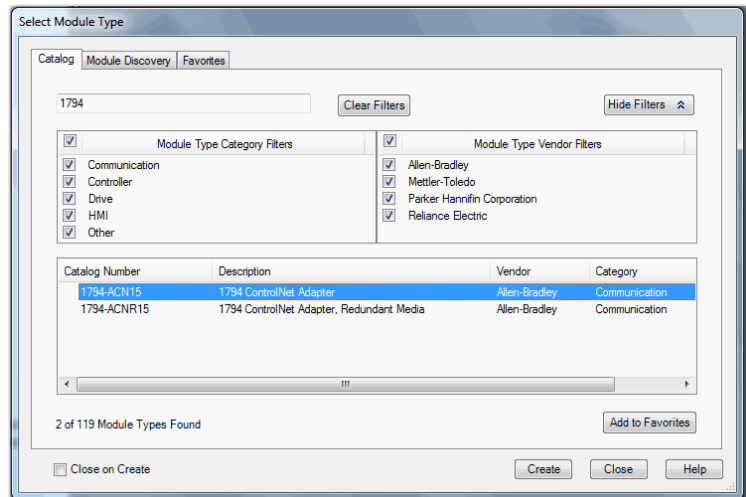 Select Module Type
Catalog Module Discovery Favorites
1794 Clear Filters Hide Filters
Module Type Category Filters Module Type Vendor Filters
Communication Allen-Bradley
Controller Mettler-Toledo
Drive Parker Hannifin Corporation
HMI Reliance Electric
Other
Catalog Number Description Vendor Category
1794-ACN15 1794 ControlNet Adapter Allen-Bradley Communication
1794-ACNR15 1794 ControlNet Adapter, Redundant Media Allen-Bradley Communication
2 of 119 Module Types Found Add to Favorites
Close on Create Create Close Help